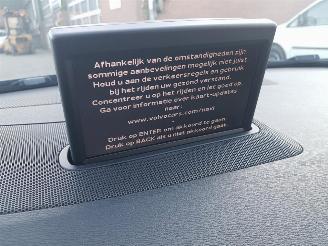 Afhankelijk van de omstandigheden zijn
sommige aanbevelingen mogelijk niet juist
Houd u aan de verkeersregels en gebruik
bij het rijden uw gezond verstand.
Concentreer u op het rijden en let goed op.
Ga voor informatie over kaart-updates
naar:
www.volvocars.com/navi
-
Druk op ENTER om akkoord te gaan
Druk op BACK als u niet akkoord gaat